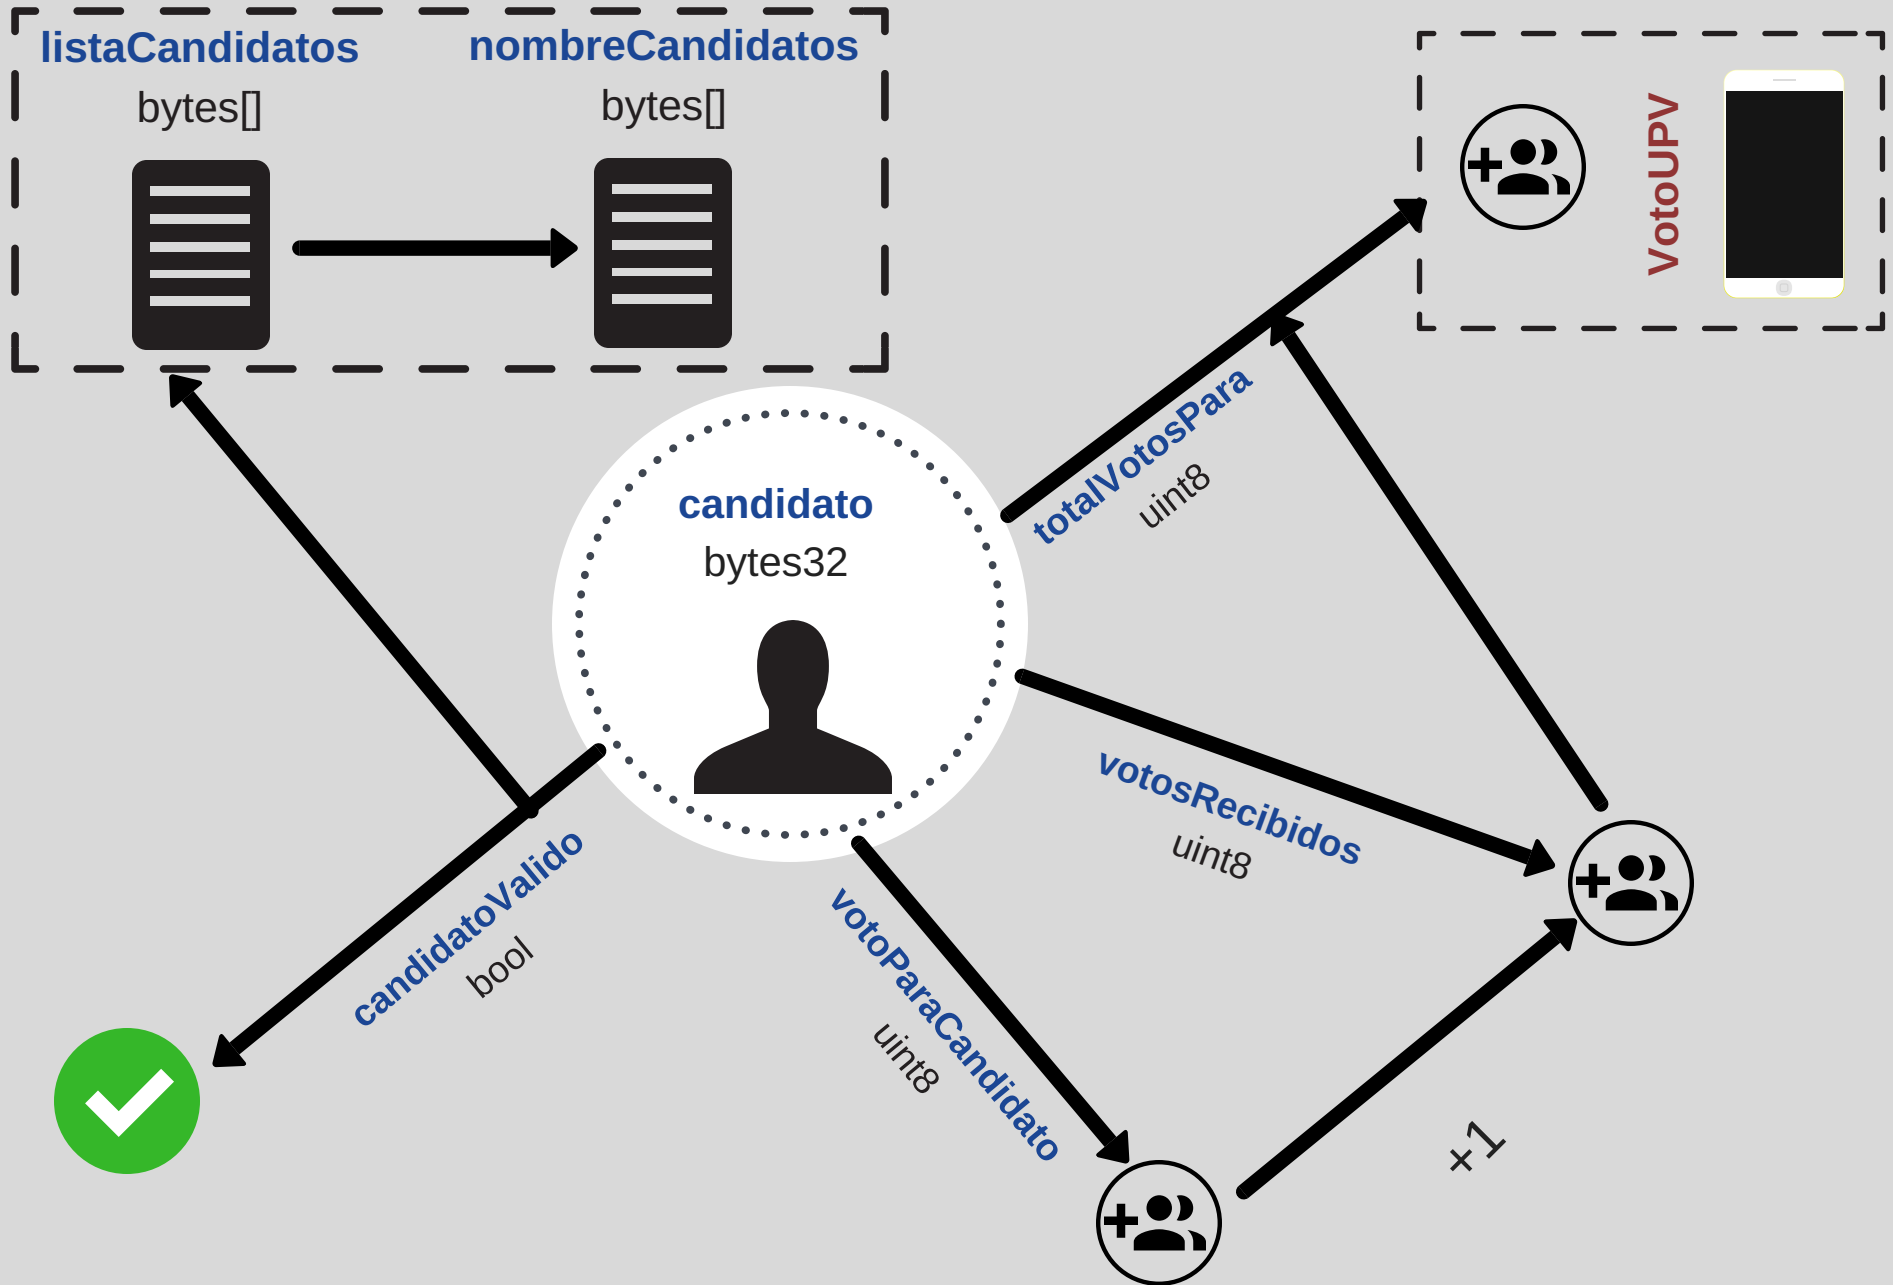 listaCandidatos
bytes[]
nombreCandidatos
bytes[]
VotoUPV
candidato
bytes32
totalVotosPara
uint8
votosRecibidos
uint8
candidatoValido
bool
votoParaCandidato
uint8
+1